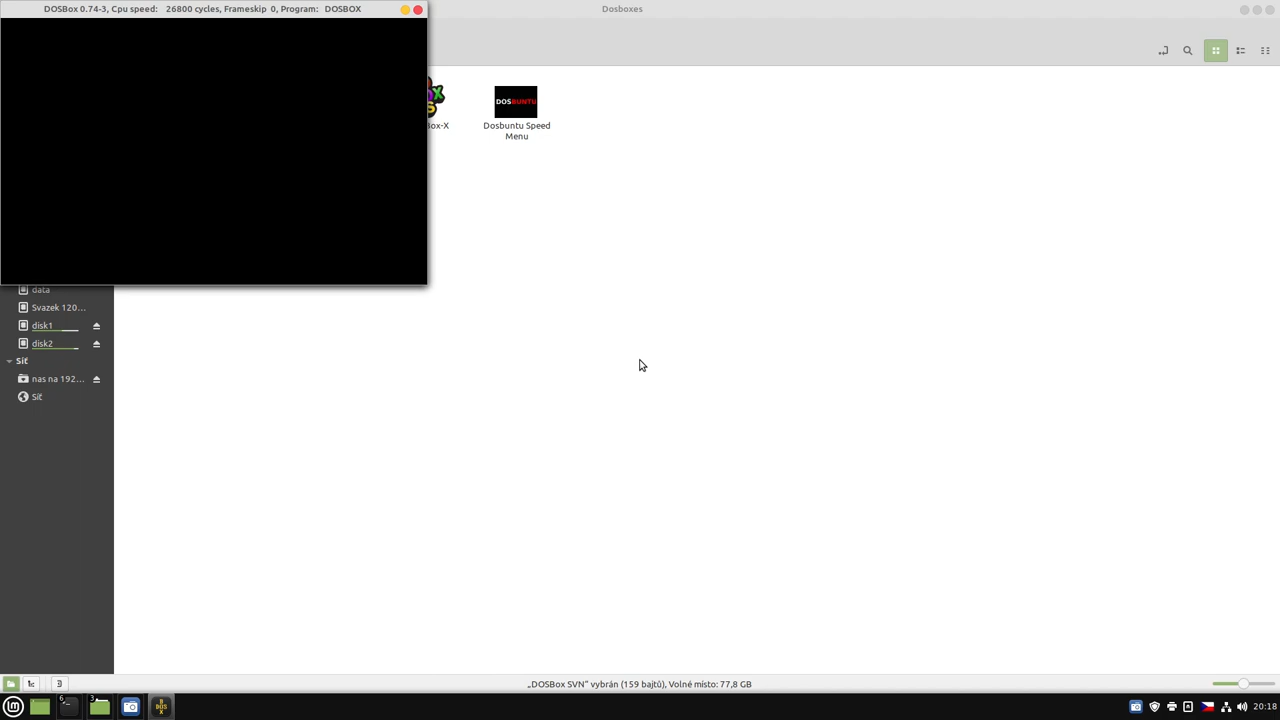 DOSBox 0.74-3, Cpu speed: 26800 cycles, Frameskip 0, Program: DOSBOX
Dosboxes
DOSBUNTU
Dosbuntu Speed
Menu
data
Svazek 120…
disk1
disk2
Síť
nas na 192…
Síť
„DOSBox SVN“ vybrán (159 bajtů), Volné místo: 77,8 GB
6
3
20:18